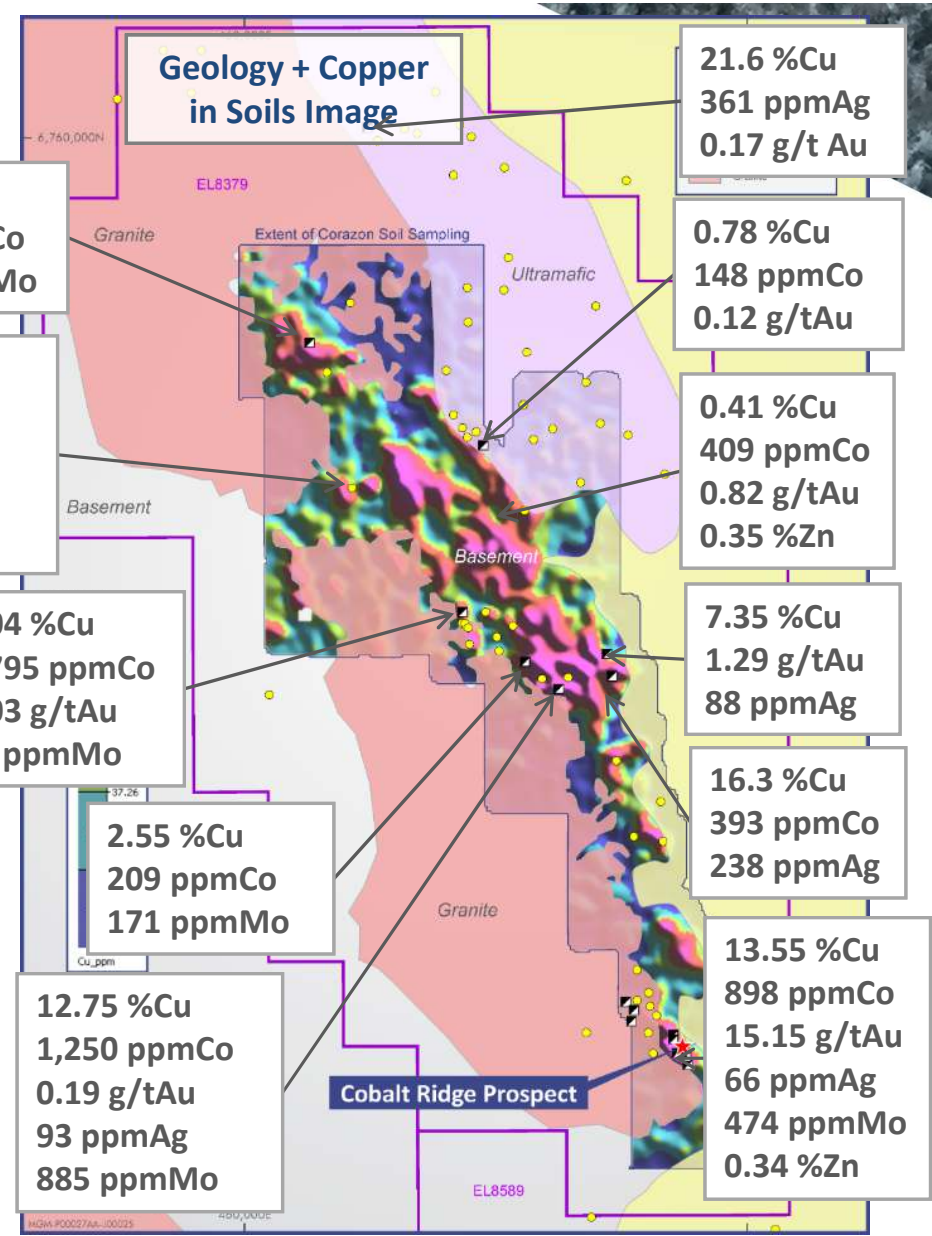 Geology + Copper
in Soils Image
21.6 %Cu
361 ppmAg
0.17 g/t Au
6,760,000N
EL8379
Granite
Extent of Corazon Soil Sampling
Ultramafic
0.78 %Cu
148 ppmCo
0.12 g/tAu
0.41 %Cu
409 ppmCo
0.82 g/tAu
0.35 %Zn
Basement
Basement
04 %Cu
795 ppmCo
03 g/tAu
ppmMo
7.35 %Cu
1.29 g/tAu
88 ppmAg
37.26
Cu_ppm
2.55 %Cu
209 ppmCo
171 ppmMo
16.3 %Cu
393 ppmCo
238 ppmAg
Granite
12.75 %Cu
1,250 ppmCo
0.19 g/tAu
93 ppmAg
885 ppmMo
13.55 %Cu
898 ppmCo
15.15 g/tAu
66 ppmAg
474 ppmMo
0.34 %Zn
Cobalt Ridge Prospect
EL8589